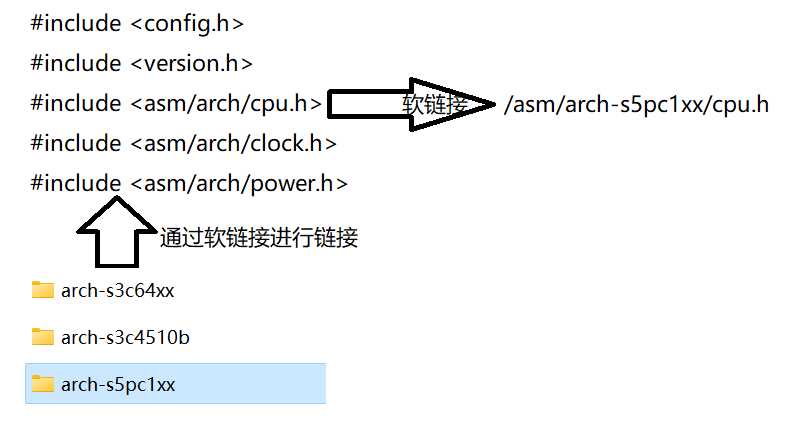 #include <config.h>
#include <version.h>
#include <asm/arch/cpu.h> 软链接 /asm/arch-s5pc1xx/cpu.h
#include <asm/arch/clock.h>
#include <asm/arch/power.h>
通过软链接进行链接
arch-s3c64xx
arch-s3c4510b
arch-s5pc1xx